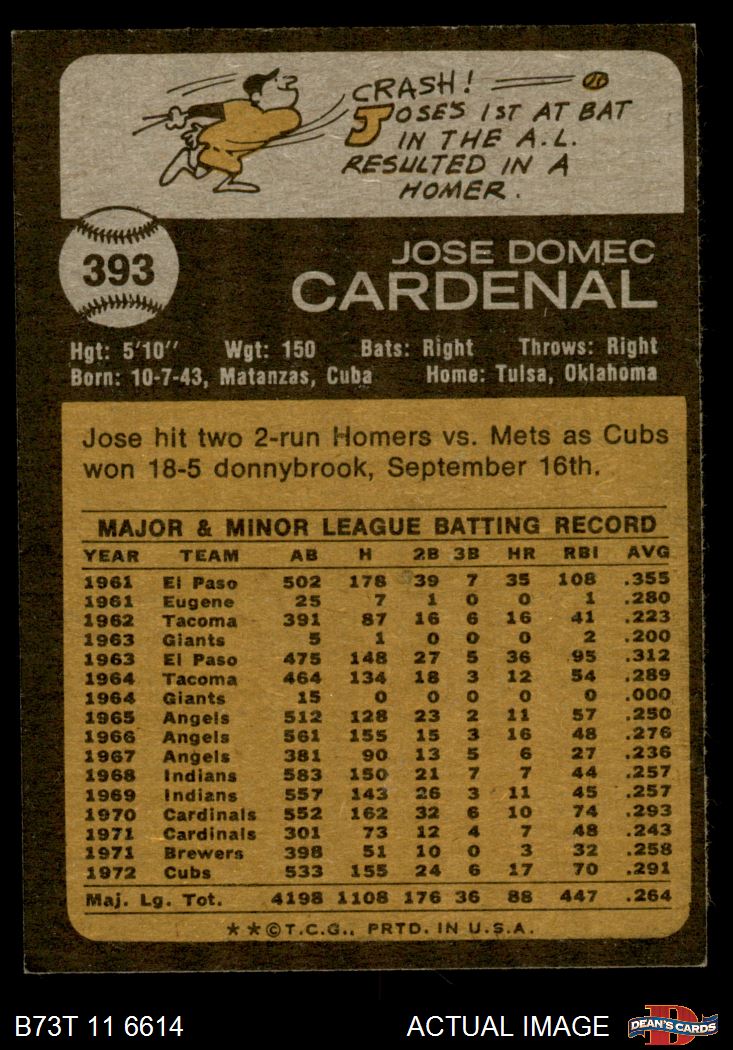 CRASH!
JOSE'S 1ST AT BAT
IN THE A.L.
RESULTED IN A
HOMER.
393
JOSE DOMEC
CARDENAL
Hgt: 5'10" Wgt: 150 Bats: Right Throws: Right
Born: 10-7-43, Matanzas, Cuba Home: Tulsa, Oklahoma
Jose hit two 2-run Homers vs. Mets as Cubs
won 18-5 donnybrook, September 16th.
MAJOR & MINOR LEAGUE BATTING RECORD
YEAR TEAM AB H 2B 3B HR RBI AVG
1961 El Paso 502 178 39 7 35 108 .355
1961 Eugene 25 7 1 0 0 1 .280
1962 Tacoma 391 87 16 6 16 41 .223
1963 Giants 5 1 0 0 0 2 .200
1963 El Paso 475 148 27 5 36 95 .312
1964 Tacoma 464 134 18 3 12 54 .289
1964 Giants 15 0 0 0 0 0 .000
1965 Angels 512 128 23 2 11 57 .250
1966 Angels 561 155 15 3 16 48 .276
1967 Angels 381 90 13 5 6 27 .236
1968 Indians 583 150 21 7 7 44 .257
1969 Indians 557 143 26 3 11 45 .257
1970 Cardinals 552 162 32 6 10 74 .293
1971 Cardinals 301 73 12 4 7 48 .243
1971 Brewers 398 51 10 0 3 32 .258
1972 Cubs 533 155 24 6 17 70 .291
Maj. Lg. Tot. 4198 1108 176 36 88 447 .264
★★©T.C.G., PRTD. IN U.S.A.
B73T 11 6614 ACTUAL IMAGE DEAN'S CARDS